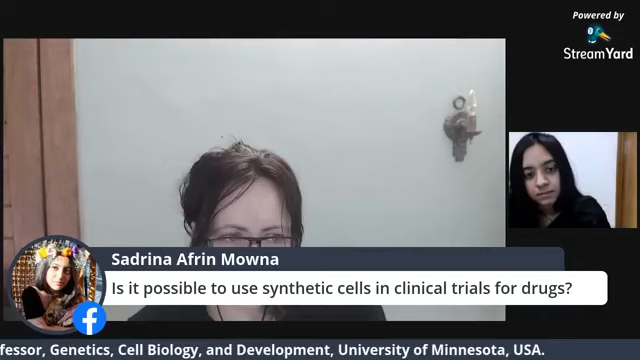 Powered by
StreamYard
Sadrina Afrin Mowna
Is it possible to use synthetic cells in clinical trials for drugs?
fessor, Genetics, Cell Biology, and Development, University of Minnesota, USA.